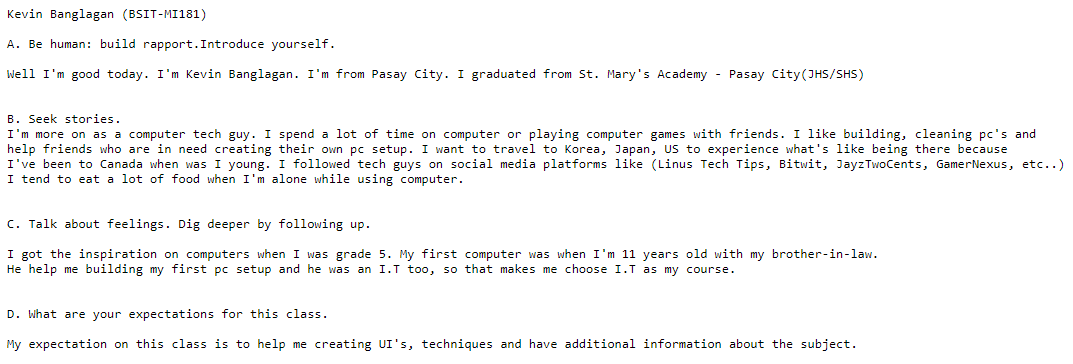 Kevin Banglagan (BSIT-MI181)
A. Be human: build rapport.Introduce yourself.
Well I'm good today. I'm Kevin Banglagan. I'm from Pasay City. I graduated from St. Mary's Academy - Pasay City(JHS/SHS)
B. Seek stories.
I'm more on as a computer tech guy. I spend a lot of time on computer or playing computer games with friends. I like building, cleaning pc's and
help friends who are in need creating their own pc setup. I want to travel to Korea, Japan, US to experience what's like being there because
I've been to Canada when was I young. I followed tech guys on social media platforms like (Linus Tech Tips, Bitwit, JayzTwoCents, GamerNexus, etc..)
I tend to eat a lot of food when I'm alone while using computer.
C. Talk about feelings. Dig deeper by following up.
I got the inspiration on computers when I was grade 5. My first computer was when I'm 11 years old with my brother-in-law.
He help me building my first pc setup and he was an I.T too, so that makes me choose I.T as my course.
D. What are your expectations for this class.
My expectation on this class is to help me creating UI's, techniques and have additional information about the subject.